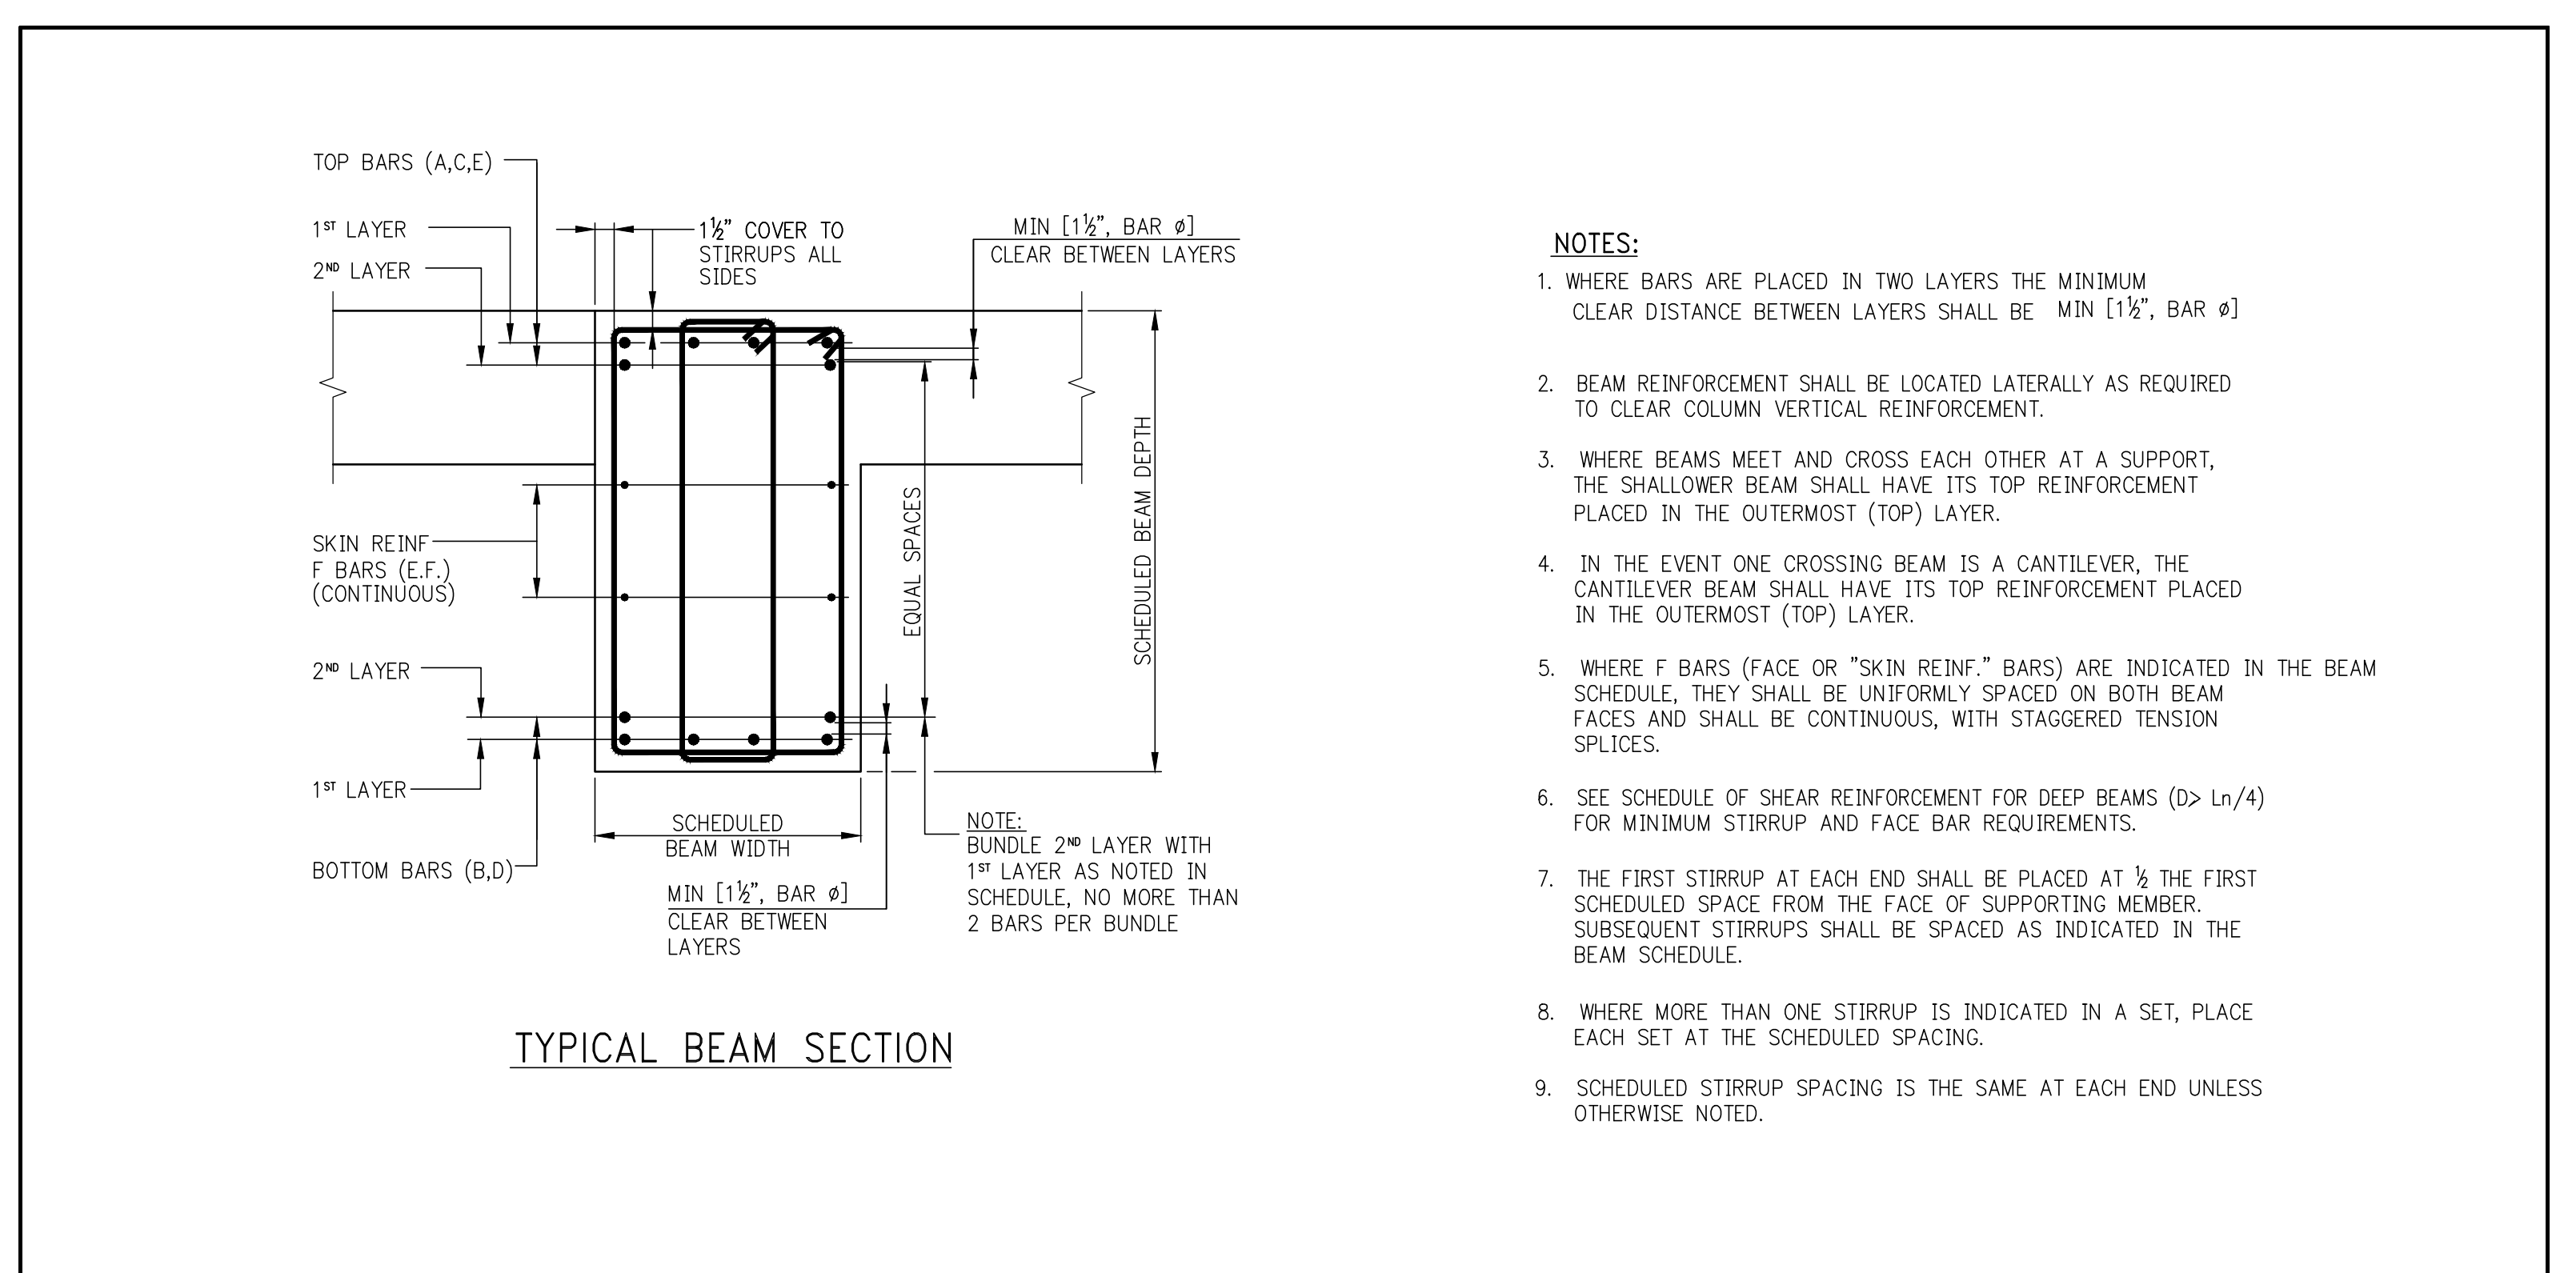 TOP BARS (A,C,E)
1ST LAYER
2ND LAYER
1½" COVER TO
STIRRUPS ALL
SIDES
MIN [1½", BAR ø]
CLEAR BETWEEN LAYERS
SKIN REINF
F BARS (E.F.)
(CONTINUOUS)
EQUAL SPACES
SCHEDULED BEAM DEPTH
2ND LAYER
1ST LAYER
BOTTOM BARS (B,D)
SCHEDULED
BEAM WIDTH
MIN [1½", BAR ø]
CLEAR BETWEEN
LAYERS
NOTE:
BUNDLE 2ND LAYER WITH
1ST LAYER AS NOTED IN
SCHEDULE, NO MORE THAN
2 BARS PER BUNDLE
TYPICAL BEAM SECTION
NOTES:
1. WHERE BARS ARE PLACED IN TWO LAYERS THE MINIMUM
CLEAR DISTANCE BETWEEN LAYERS SHALL BE MIN [1½", BAR ø]
2. BEAM REINFORCEMENT SHALL BE LOCATED LATERALLY AS REQUIRED
TO CLEAR COLUMN VERTICAL REINFORCEMENT.
3. WHERE BEAMS MEET AND CROSS EACH OTHER AT A SUPPORT,
THE SHALLOWER BEAM SHALL HAVE ITS TOP REINFORCEMENT
PLACED IN THE OUTERMOST (TOP) LAYER.
4. IN THE EVENT ONE CROSSING BEAM IS A CANTILEVER, THE
CANTILEVER BEAM SHALL HAVE ITS TOP REINFORCEMENT PLACED
IN THE OUTERMOST (TOP) LAYER.
5. WHERE F BARS (FACE OR "SKIN REINF." BARS) ARE INDICATED IN THE BEAM
SCHEDULE, THEY SHALL BE UNIFORMLY SPACED ON BOTH BEAM
FACES AND SHALL BE CONTINUOUS, WITH STAGGERED TENSION
SPLICES.
6. SEE SCHEDULE OF SHEAR REINFORCEMENT FOR DEEP BEAMS (D> Ln/4)
FOR MINIMUM STIRRUP AND FACE BAR REQUIREMENTS.
7. THE FIRST STIRRUP AT EACH END SHALL BE PLACED AT ½ THE FIRST
SCHEDULED SPACE FROM THE FACE OF SUPPORTING MEMBER.
SUBSEQUENT STIRRUPS SHALL BE SPACED AS INDICATED IN THE
BEAM SCHEDULE.
8. WHERE MORE THAN ONE STIRRUP IS INDICATED IN A SET, PLACE
EACH SET AT THE SCHEDULED SPACING.
9. SCHEDULED STIRRUP SPACING IS THE SAME AT EACH END UNLESS
OTHERWISE NOTED.